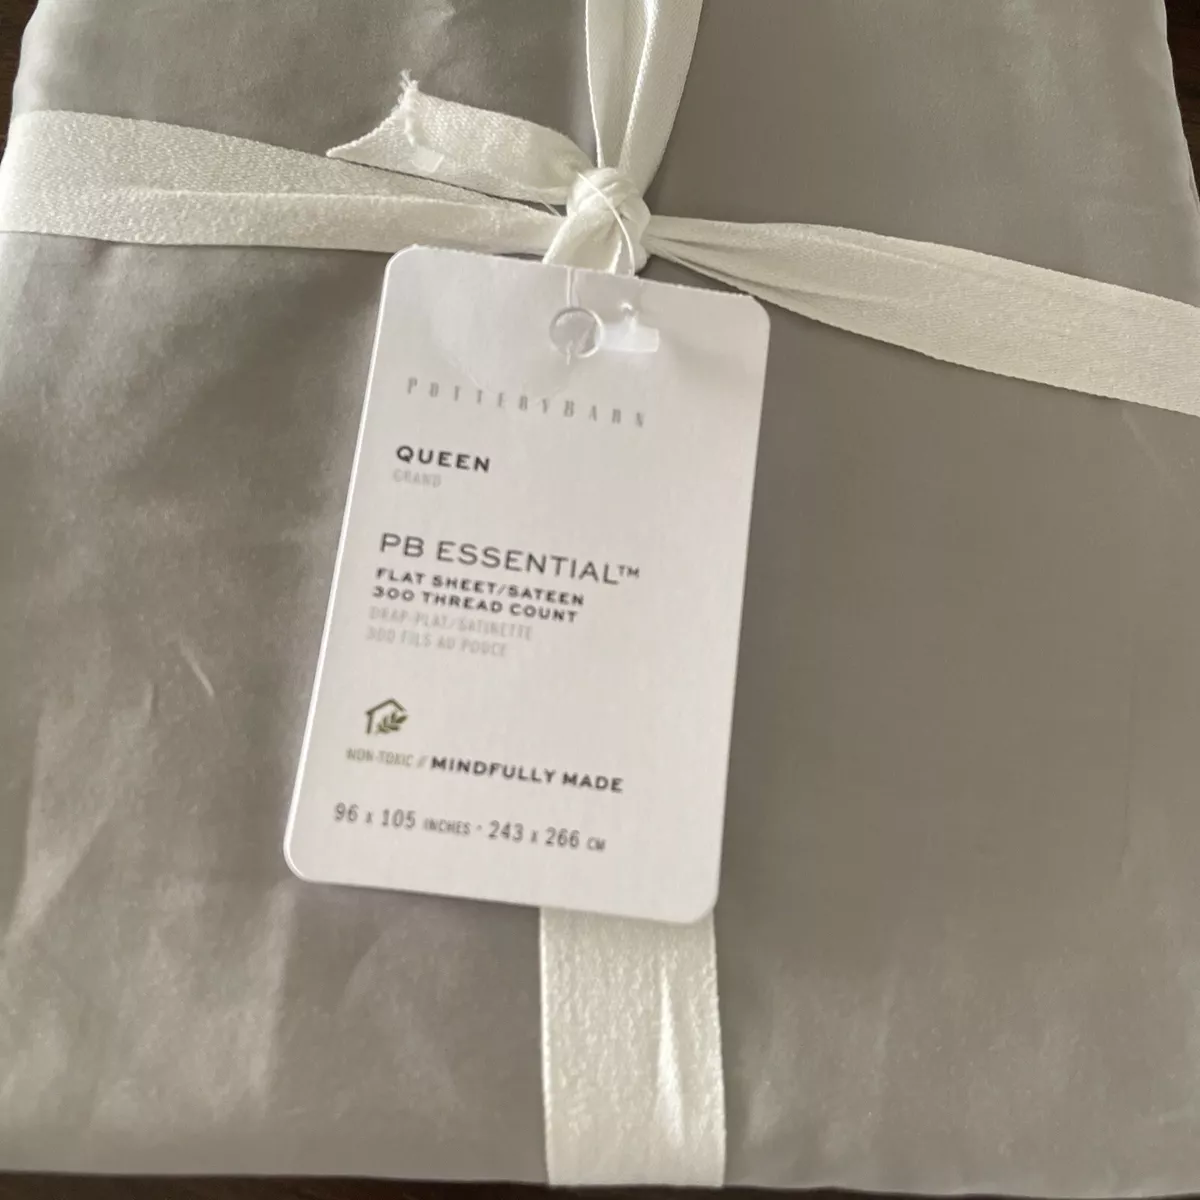 POTTERYBARN
QUEEN
GRAND
PB ESSENTIAL™
FLAT SHEET/SATEEN
300 THREAD COUNT
DRAP-PLAT/SATINETTE
300 FILS AU POUCE
NON-TOXIC // MINDFULLY MADE
96 x 105 INCHES • 243 x 266 CM